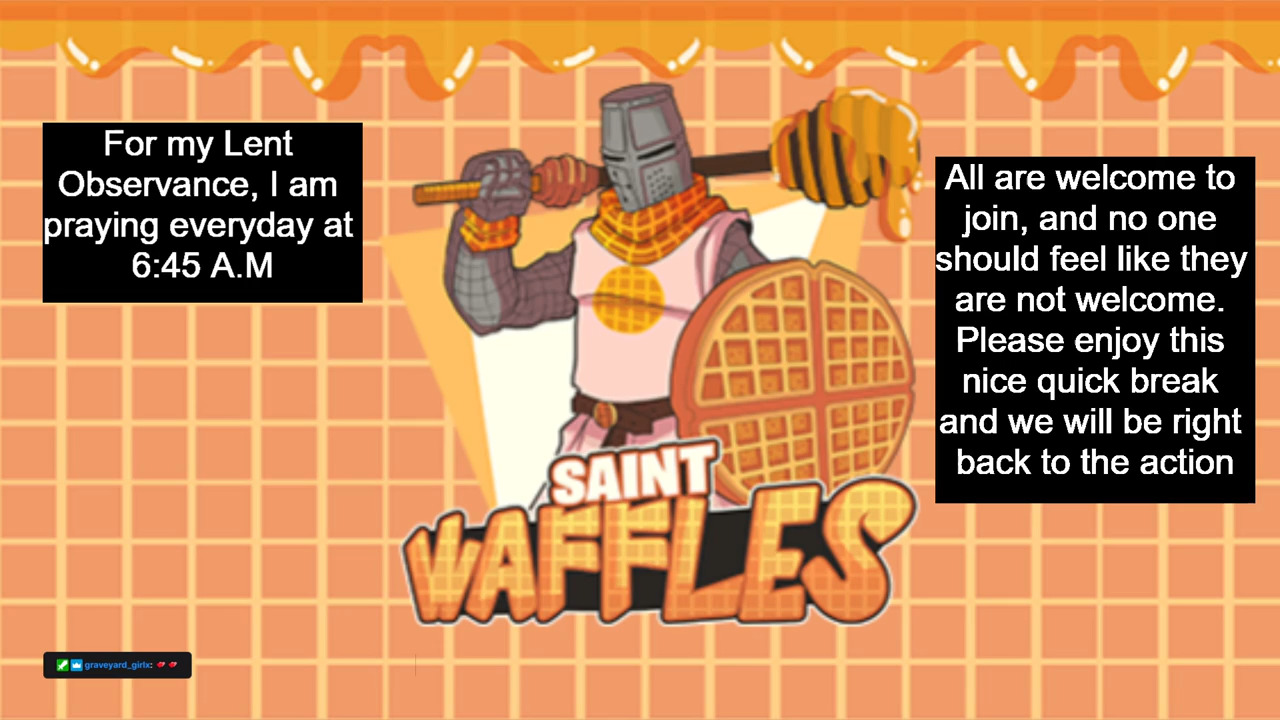 For my Lent
Observance, I am
praying everyday at
6:45 A.M
All are welcome to
join, and no one
should feel like they
are not welcome.
Please enjoy this
nice quick break
and we will be right
back to the action
SAINT
WAFFLES
graveyard_girlx: